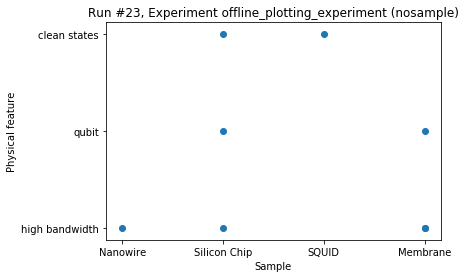 Run #23, Experiment offline_plotting_experiment (nosample)
clean states
qubit
high bandwidth
Physical feature
Nanowire Silicon Chip SQUID Membrane
Sample